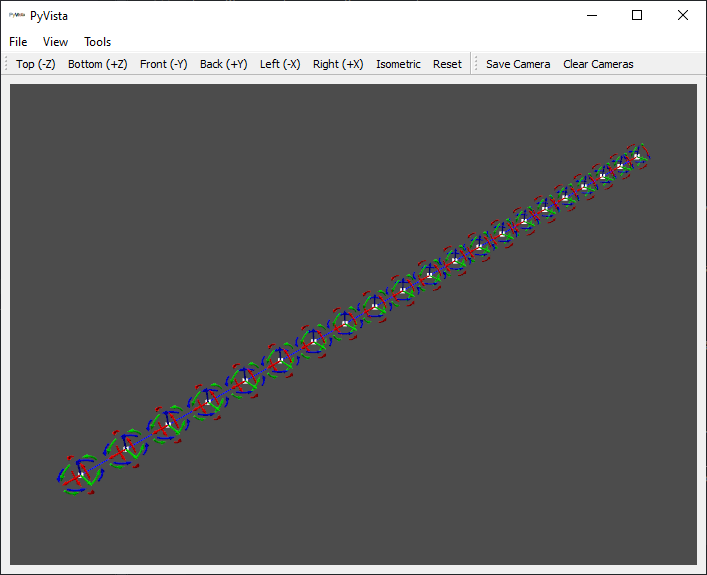 PyVista
File View Tools
Top (-Z) Bottom (+Z) Front (-Y) Back (+Y) Left (-X) Right (+X) Isometric Reset Save Camera Clear Cameras